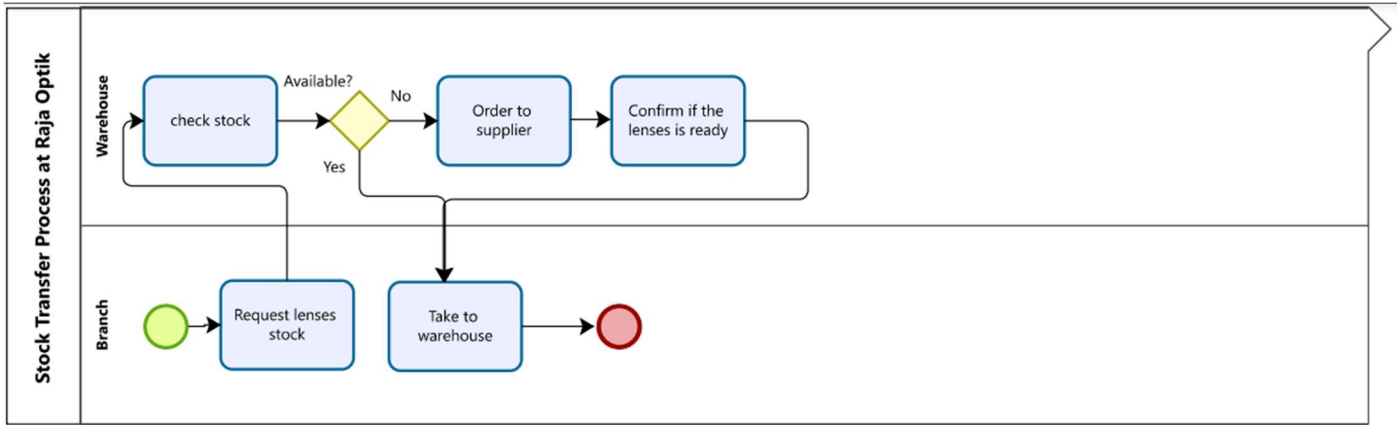 Stock Transfer Process at Raja Optik
Warehouse
check stock
Available?
No
Yes
Order to
supplier
Confirm if the
lenses is ready
Branch
Request lenses
stock
Take to
warehouse